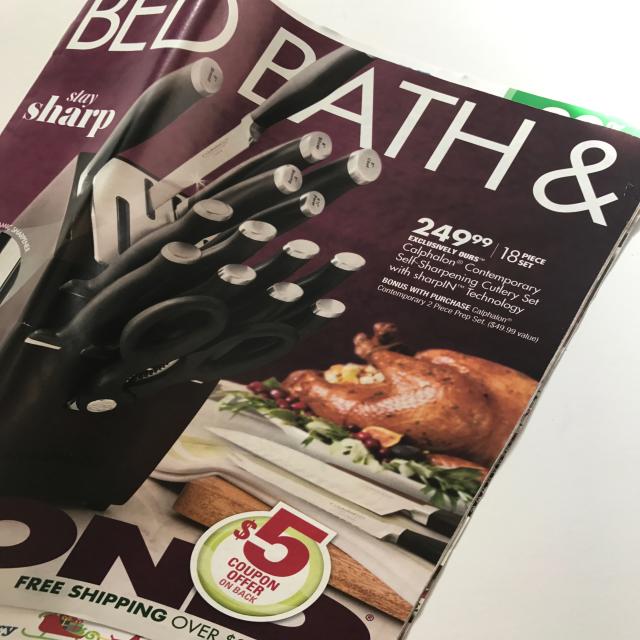 BED BATH &
stay
sharp
249.99
18 PIECE
SET
EXCLUSIVELY OURS™
Calphalon® Contemporary
Self-Sharpening Cutlery Set
with sharpIN™ Technology
BONUS WITH PURCHASE Calphalon®
Contemporary 2 Piece Prep Set. ($49.99 value)
$5
COUPON
OFFER
ON BACK
OND®
FREE SHIPPING OVER